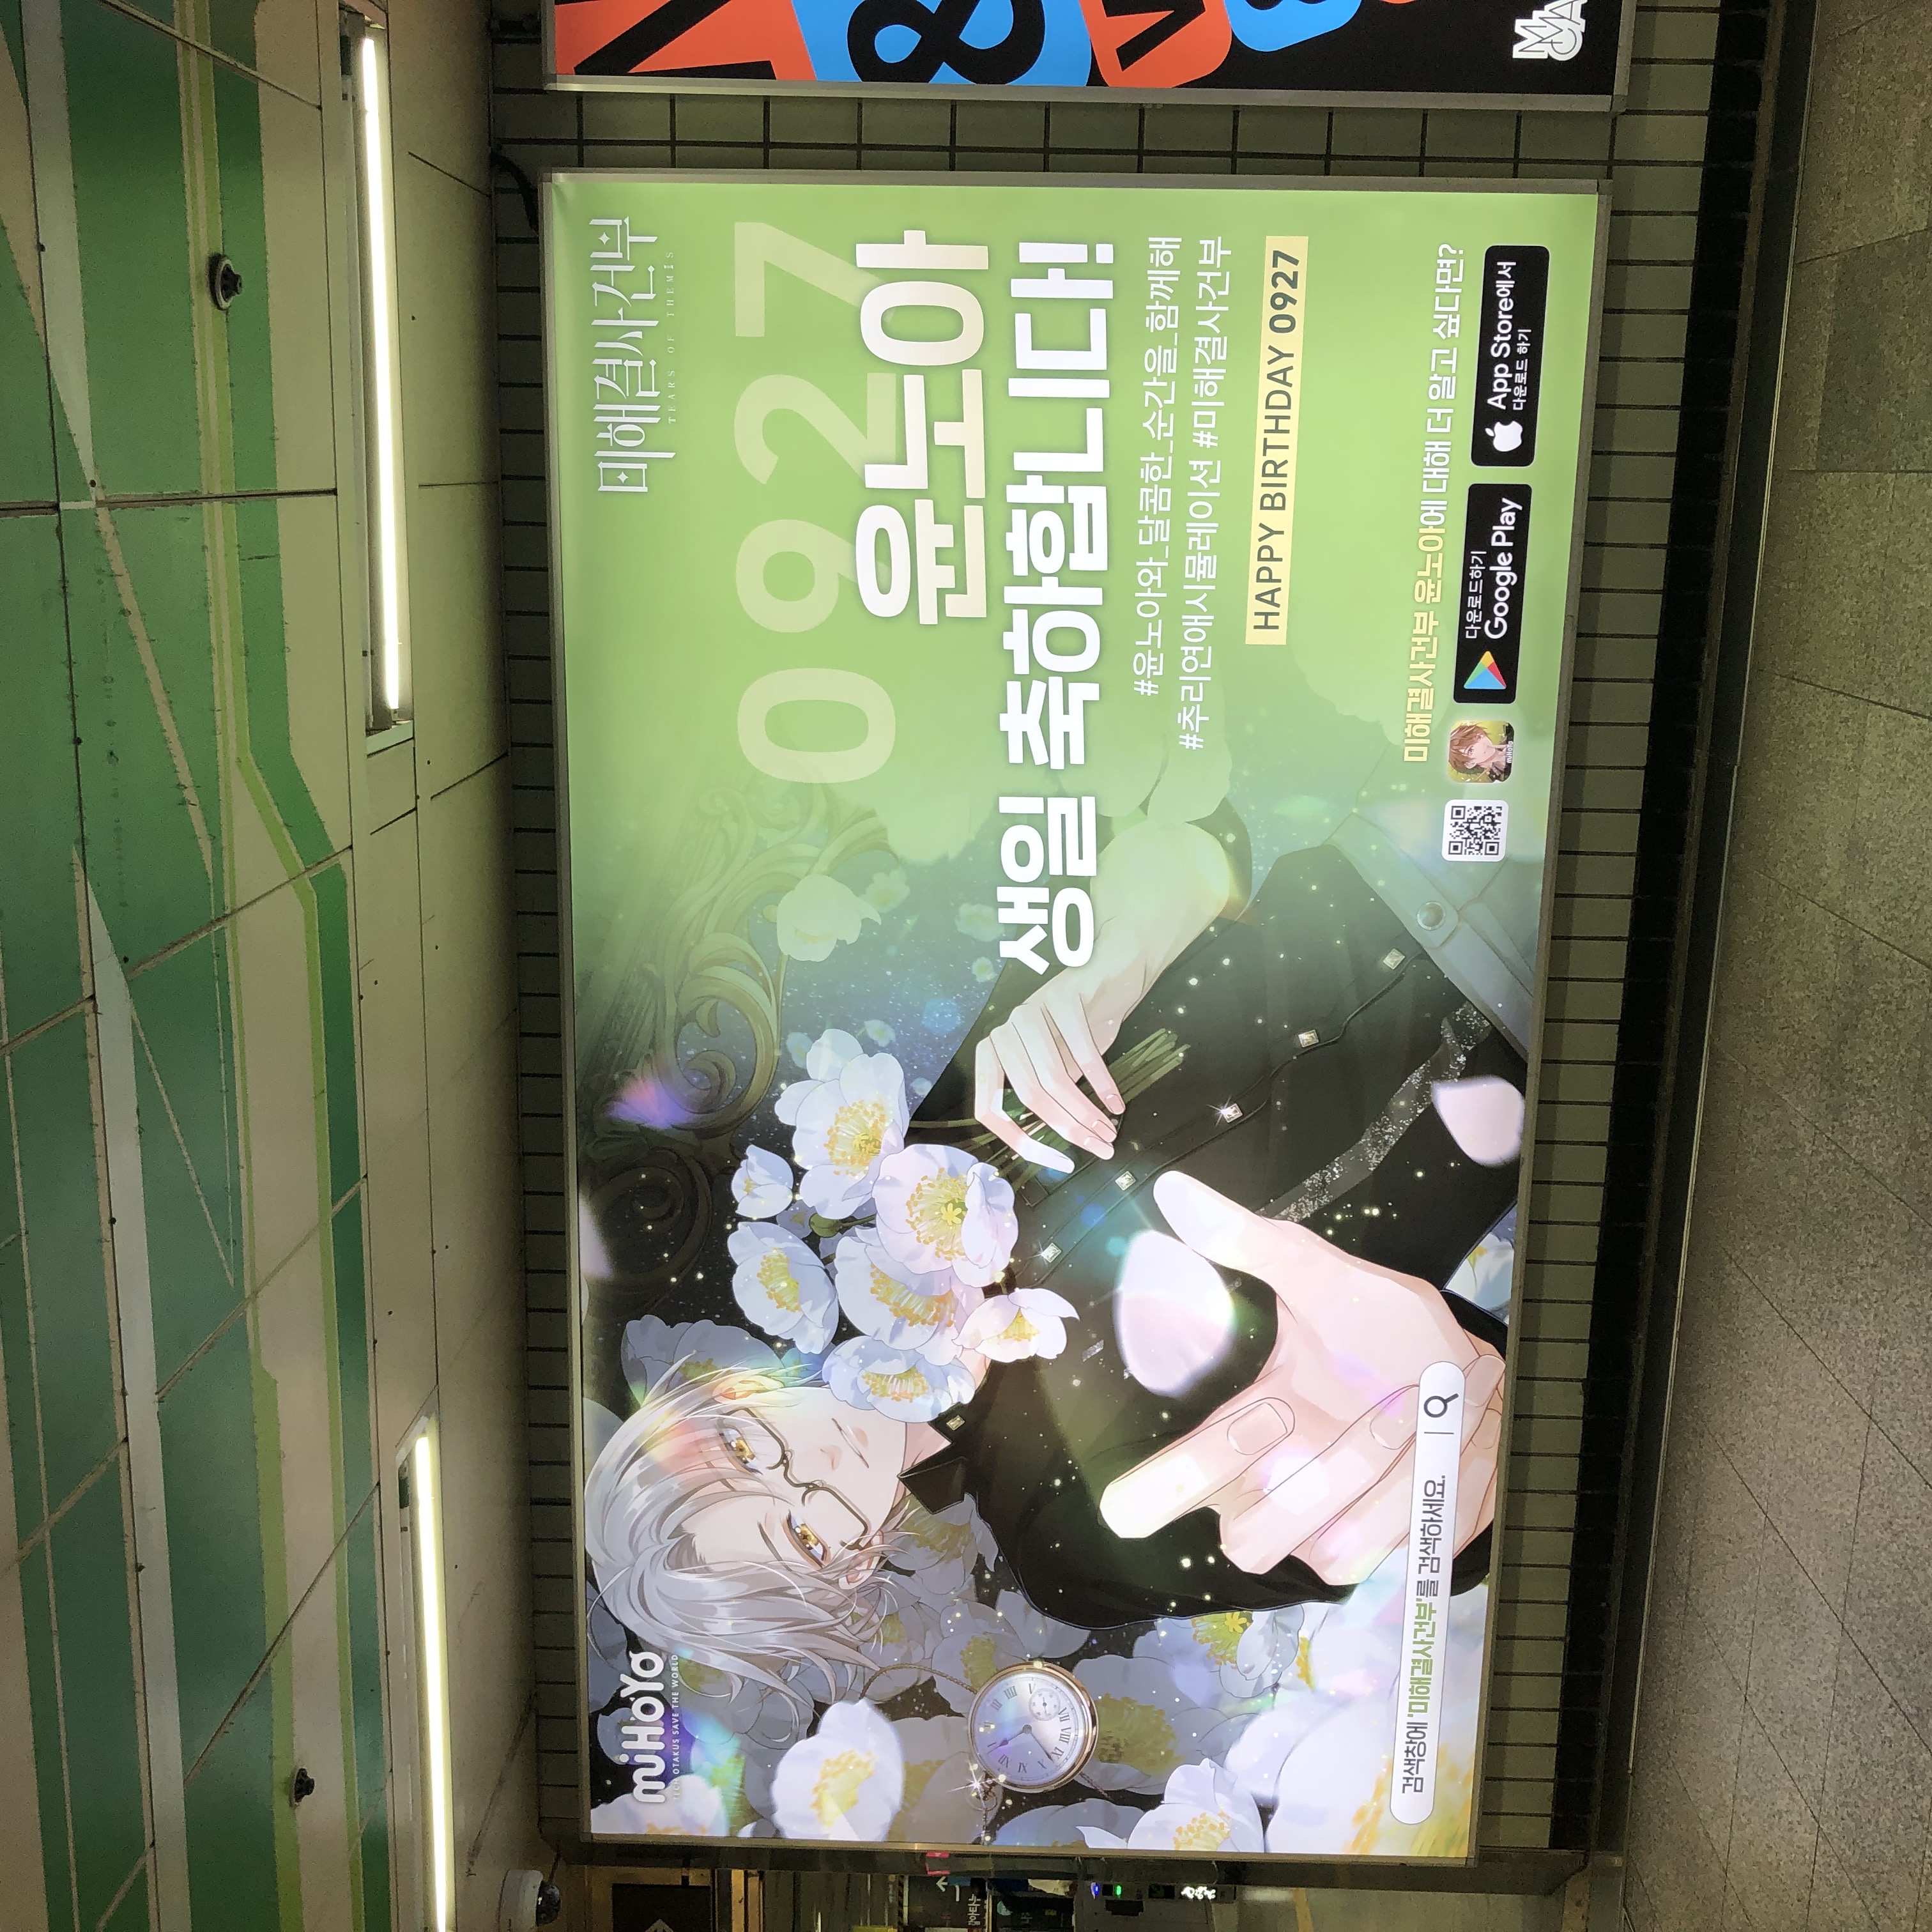 miHoYo
TECH OTAKUS SAVE THE WORLD
미해결사건부
TEARS OF THEMIS
0927
윤노아
생일 축하합니다!
#윤노아와_달콤한_순간을_함께해
#추리연애시뮬레이션 #미해결사건부
HAPPY BIRTHDAY 0927
검색창에 '미해결사건부'를 검색하세요.
미해결사건부 윤노아에 대해 더 알고 싶다면?
miHoYo
다운로드하기
Google Play
App Store에서
다운로드 하기
&